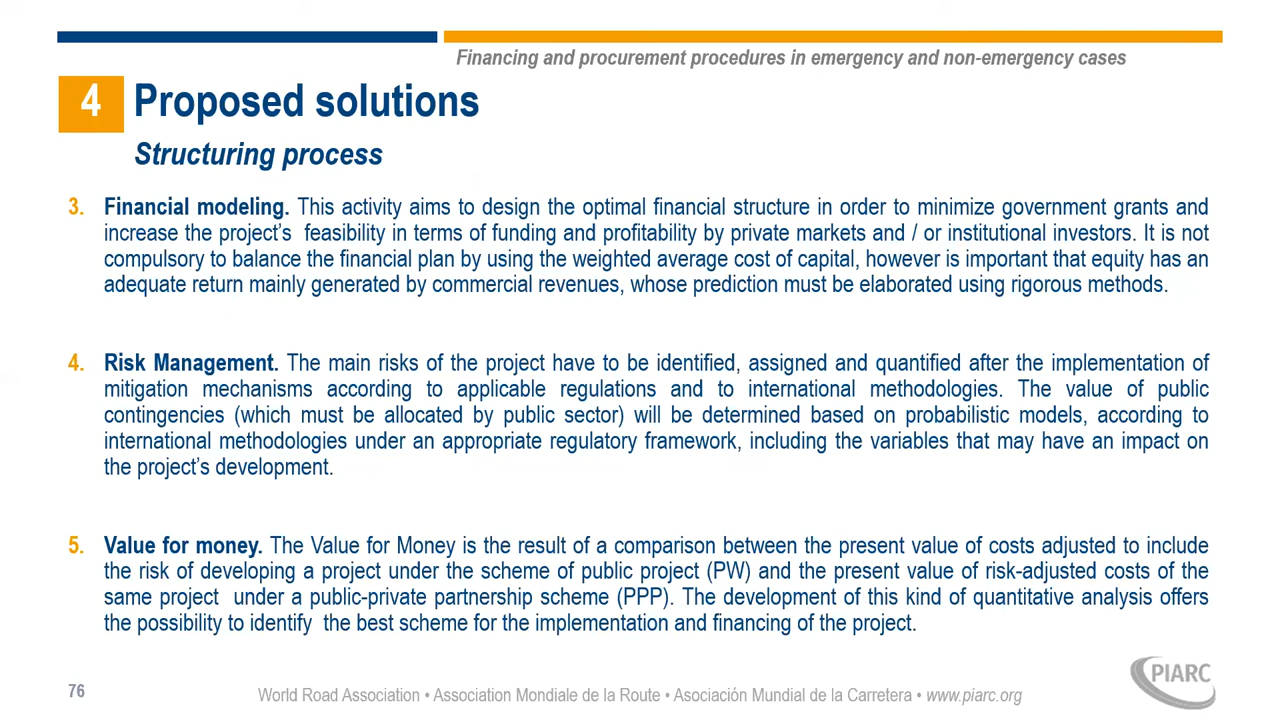 Financing and procurement procedures in emergency and non-emergency cases
4 Proposed solutions
Structuring process
3. Financial modeling. This activity aims to design the optimal financial structure in order to minimize government grants and
increase the project’s feasibility in terms of funding and profitability by private markets and / or institutional investors. It is not
compulsory to balance the financial plan by using the weighted average cost of capital, however is important that equity has an
adequate return mainly generated by commercial revenues, whose prediction must be elaborated using rigorous methods.
4. Risk Management. The main risks of the project have to be identified, assigned and quantified after the implementation of
mitigation mechanisms according to applicable regulations and to international methodologies. The value of public
contingencies (which must be allocated by public sector) will be determined based on probabilistic models, according to
international methodologies under an appropriate regulatory framework, including the variables that may have an impact on
the project’s development.
5. Value for money. The Value for Money is the result of a comparison between the present value of costs adjusted to include
the risk of developing a project under the scheme of public project (PW) and the present value of risk-adjusted costs of the
same project under a public-private partnership scheme (PPP). The development of this kind of quantitative analysis offers
the possibility to identify the best scheme for the implementation and financing of the project.
76
World Road Association • Association Mondiale de la Route • Asociación Mundial de la Carretera • www.piarc.org
PIARC